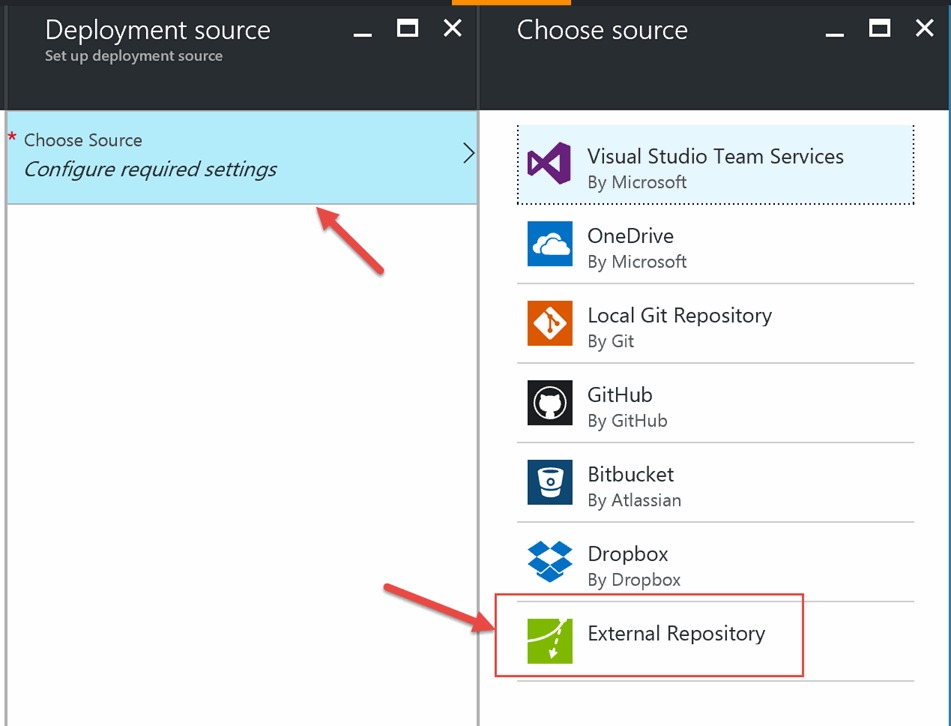 Deployment source
Set up deployment source
* Choose Source
Configure required settings
Choose source
Visual Studio Team Services
By Microsoft
OneDrive
By Microsoft
Local Git Repository
By Git
GitHub
By GitHub
Bitbucket
By Atlassian
Dropbox
By Dropbox
External Repository